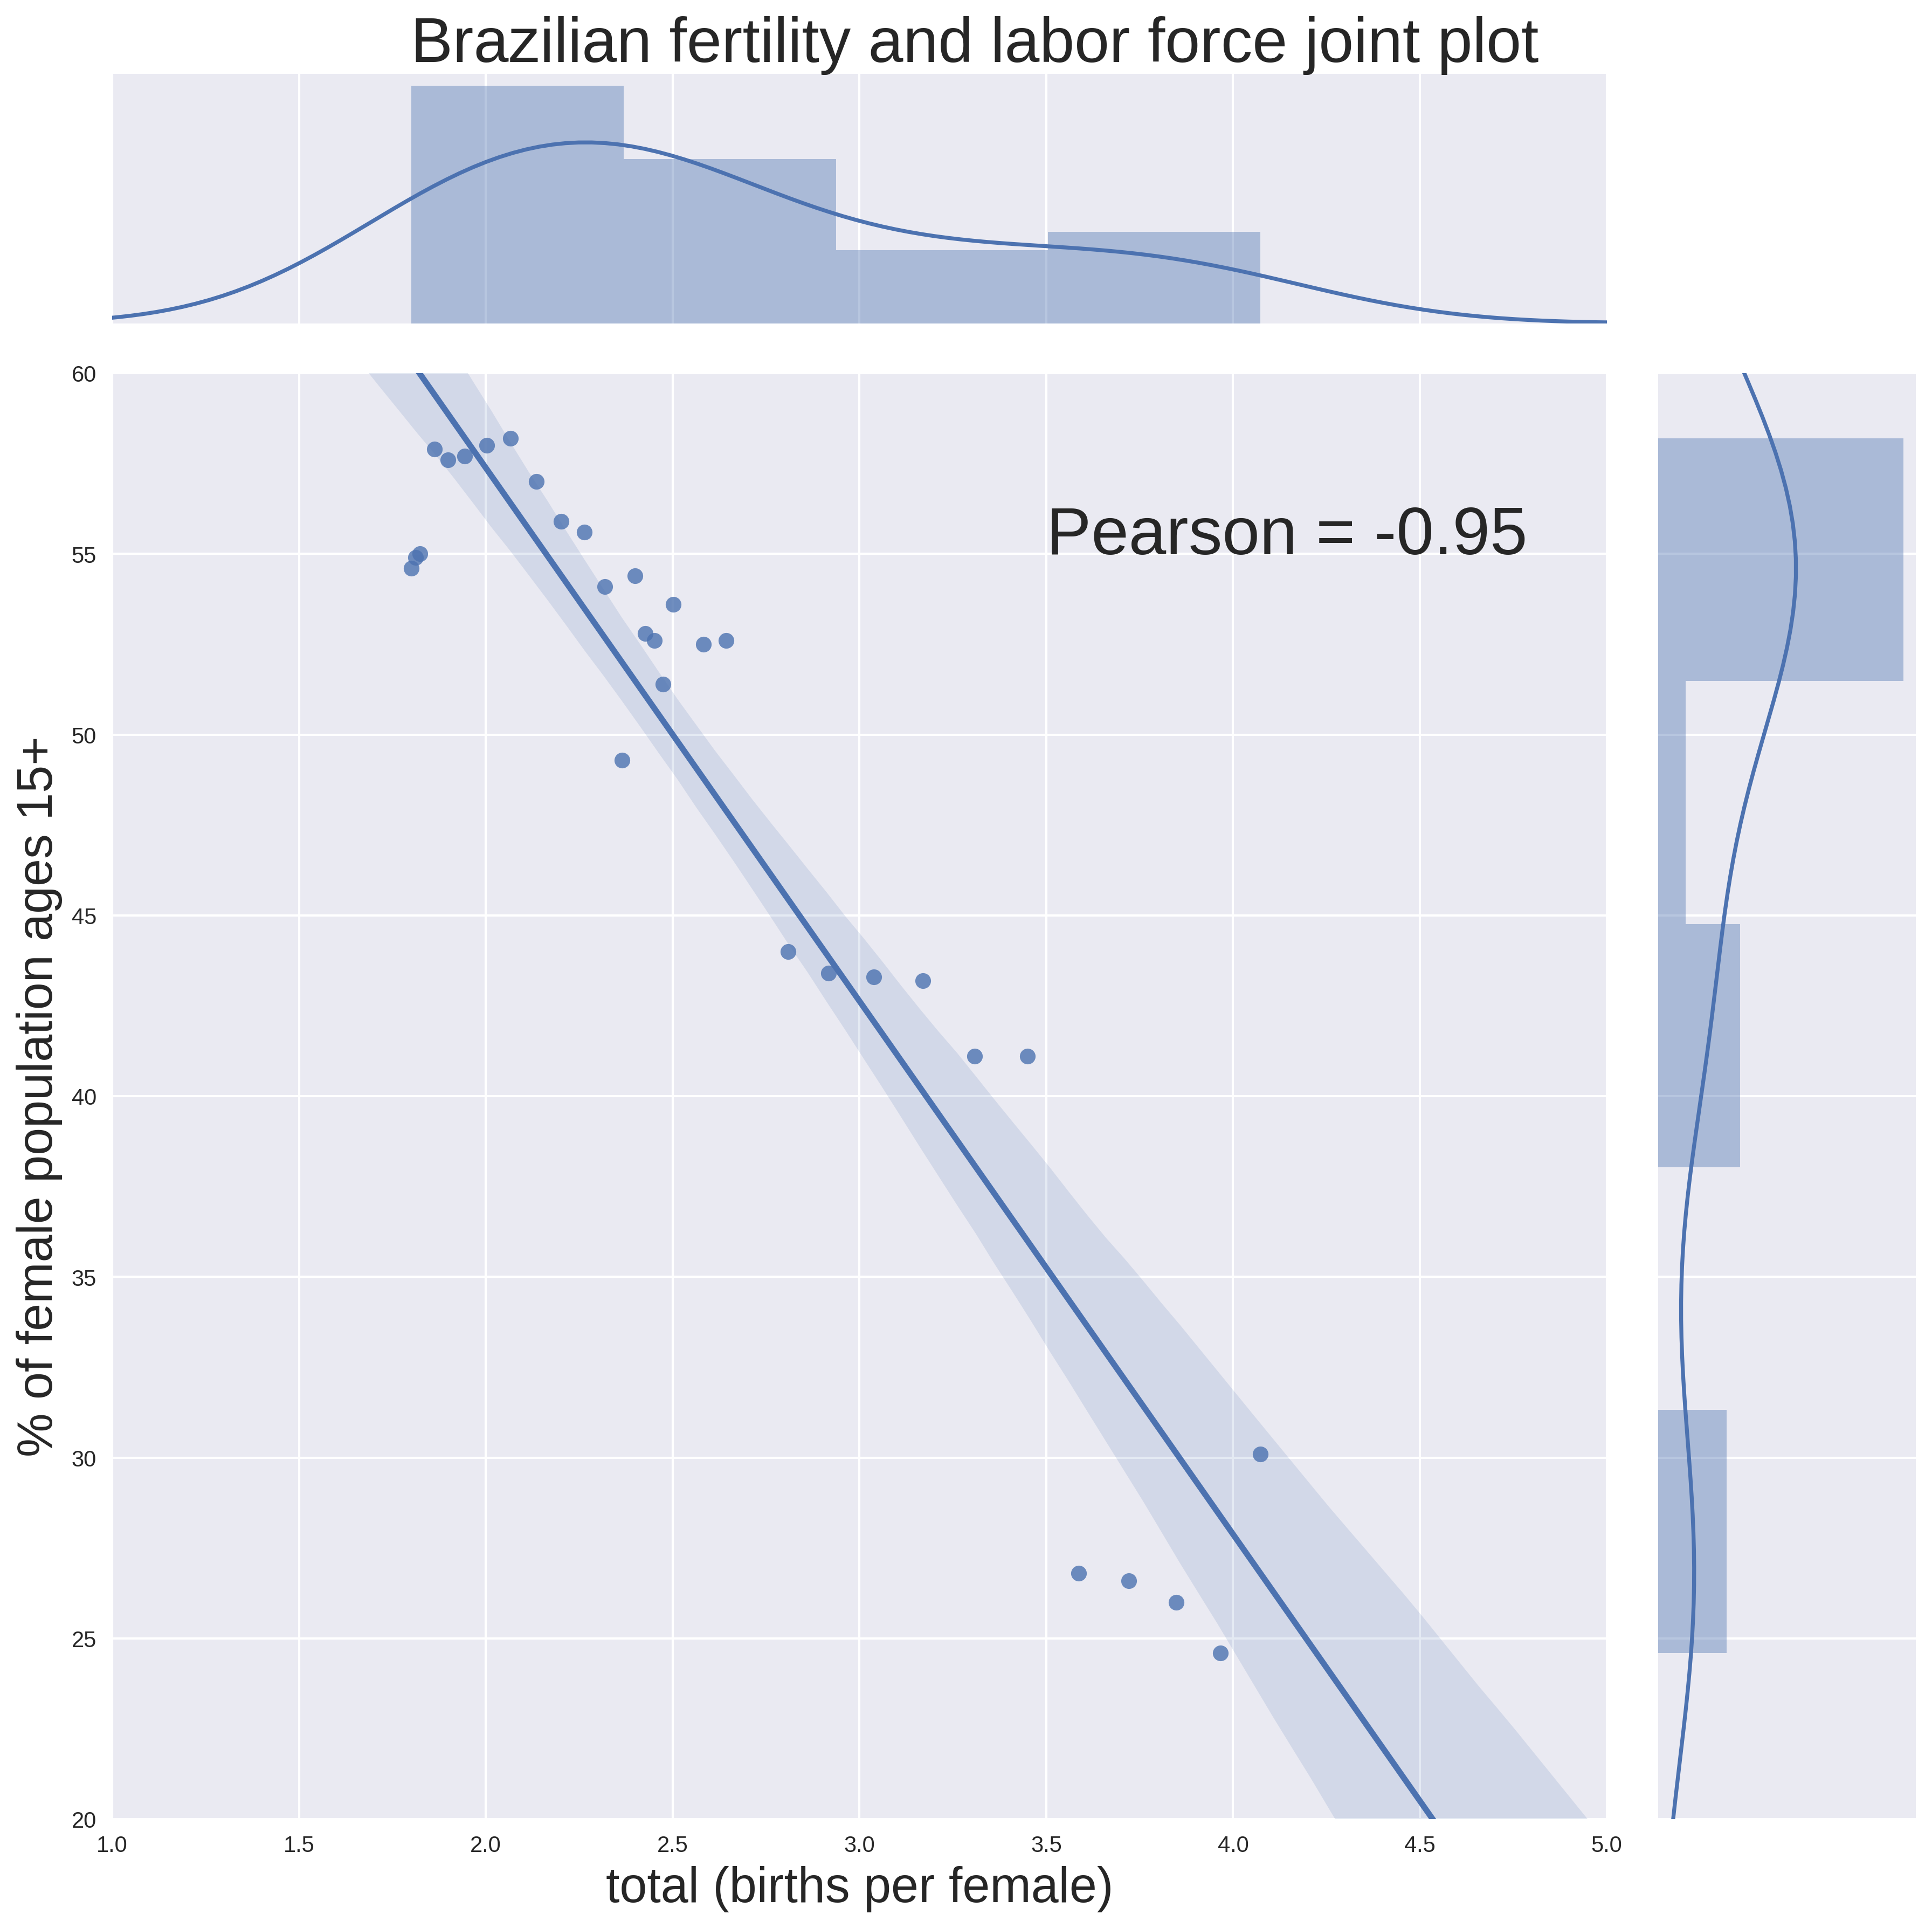 Brazilian fertility and labor force joint plot
60
Pearson = -0.95
55
50
45
40
35
30
25
20
% of female population ages 15+
1.0 1.5 2.0 2.5 3.0 3.5 4.0 4.5 5.0
total (births per female)